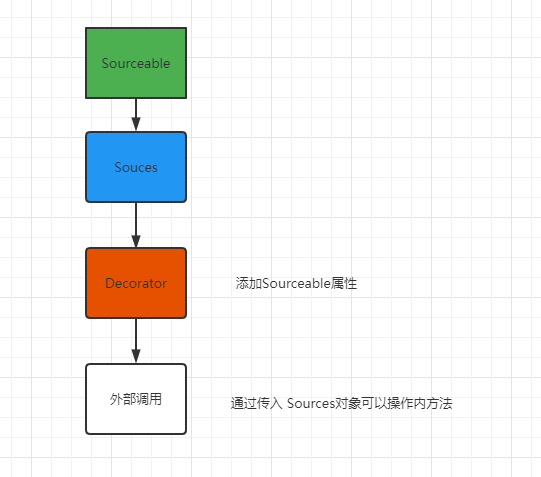 Sourceable
Souces
Decorator
添加Sourceable属性
外部调用
通过传入 Sources对象可以操作内方法